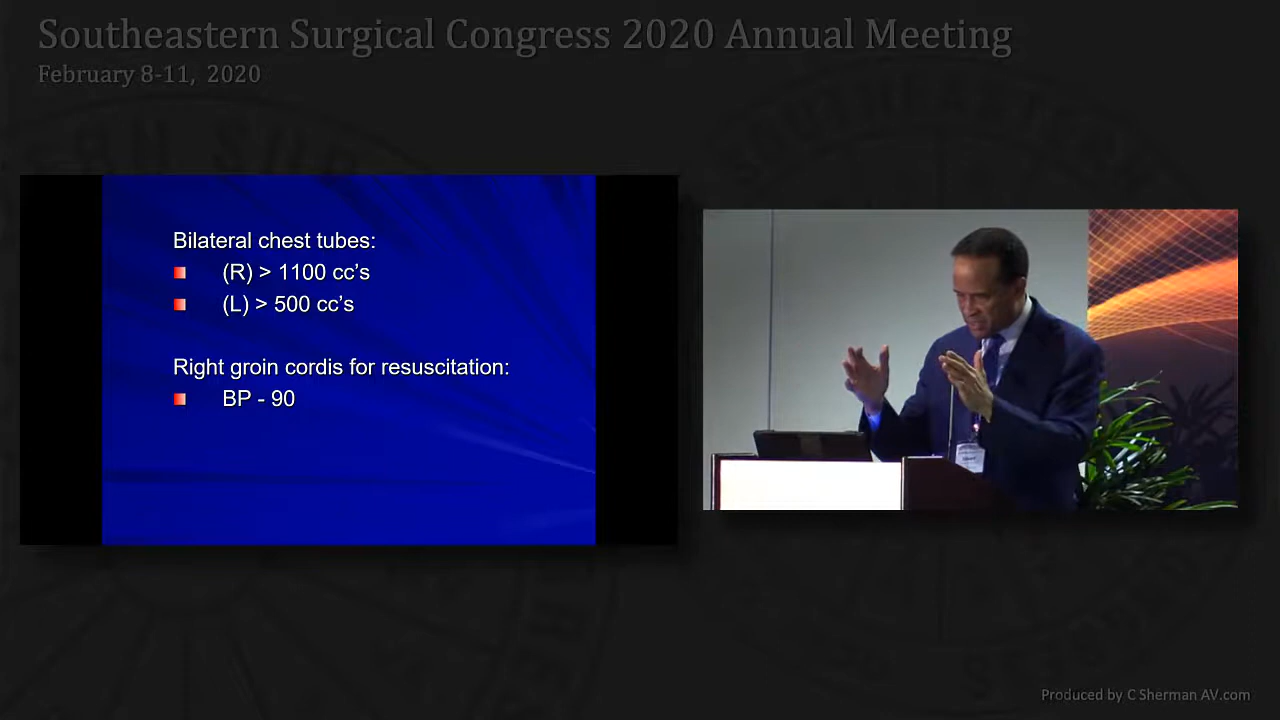 Southeastern Surgical Congress 2020 Annual Meeting
February 8-11, 2020
Bilateral chest tubes:
(R) > 1100 cc’s
(L) > 500 cc’s
Right groin cordis for resuscitation:
BP - 90
Produced by C Sherman AV.com